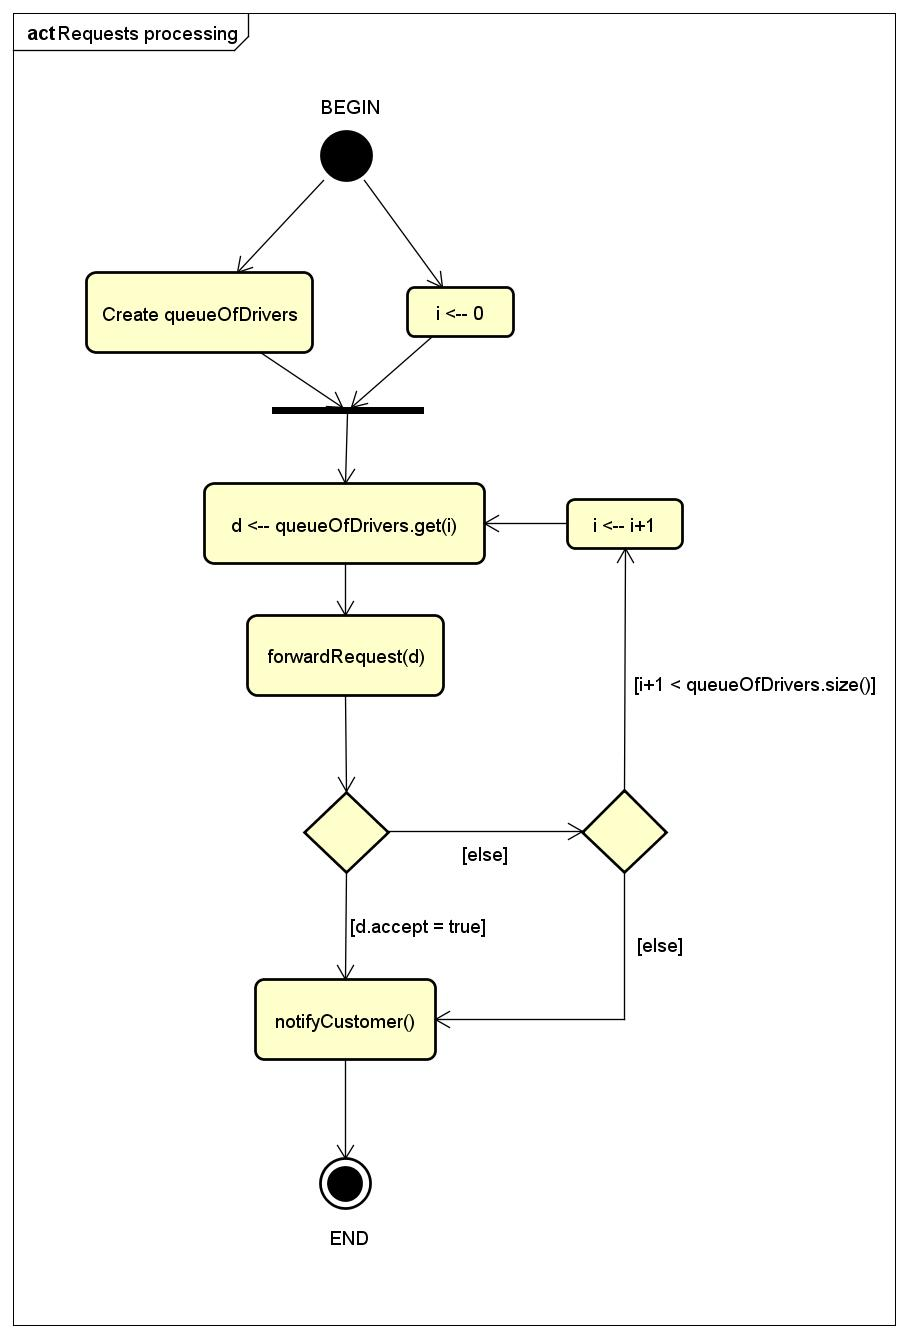 act Requests processing
BEGIN
Create queueOfDrivers
i <-- 0
d <-- queueOfDrivers.get(i)
i <-- i+1
forwardRequest(d)
[i+1 < queueOfDrivers.size()]
[else]
[d.accept = true]
[else]
notifyCustomer()
END